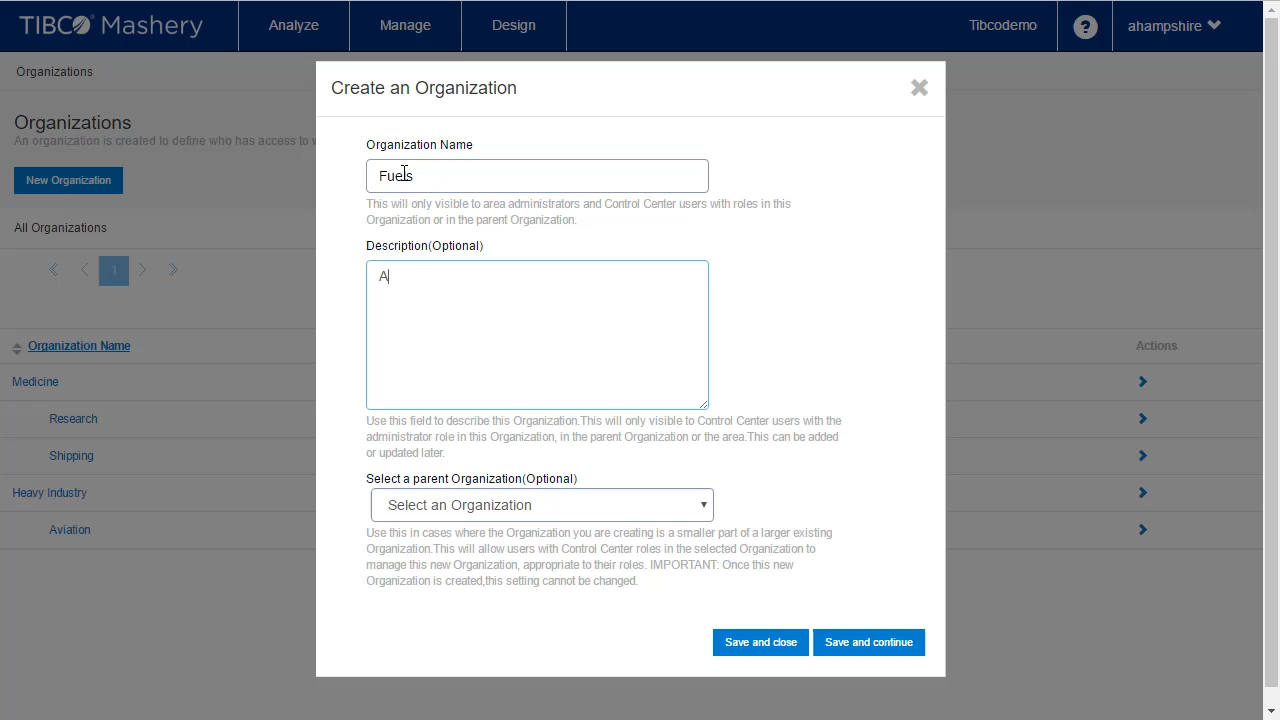 TIBCO Mashery
Analyze
Manage
Design
Tibcodemo
?
ahampshire
Organizations
Organizations
An organization is created to define who has access to
New Organization
All Organizations
1
Organization Name
Actions
Medicine
Research
Shipping
Heavy Industry
Aviation
Create an Organization
Organization Name
Fuels
This will only visible to area administrators and Control Center users with roles in this
Organization or in the parent Organization.
Description(Optional)
A
Use this field to describe this Organization.This will only visible to Control Center users with the
administrator role in this Organization, in the parent Organization or the area.This can be added
or updated later.
Select a parent Organization(Optional)
Select an Organization
Use this in cases where the Organization you are creating is a smaller part of a larger existing
Organization.This will allow users with Control Center roles in the selected Organization to
manage this new Organization, appropriate to their roles. IMPORTANT: Once this new
Organization is created,this setting cannot be changed.
Save and close
Save and continue